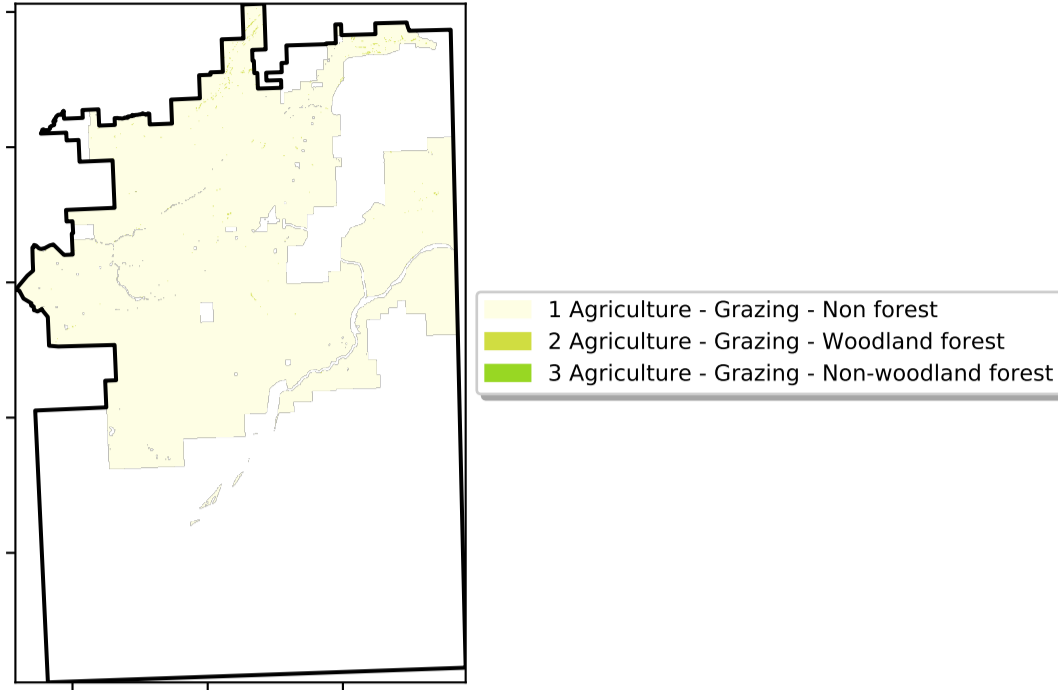 1 Agriculture - Grazing - Non forest
2 Agriculture - Grazing - Woodland forest
3 Agriculture - Grazing - Non-woodland forest